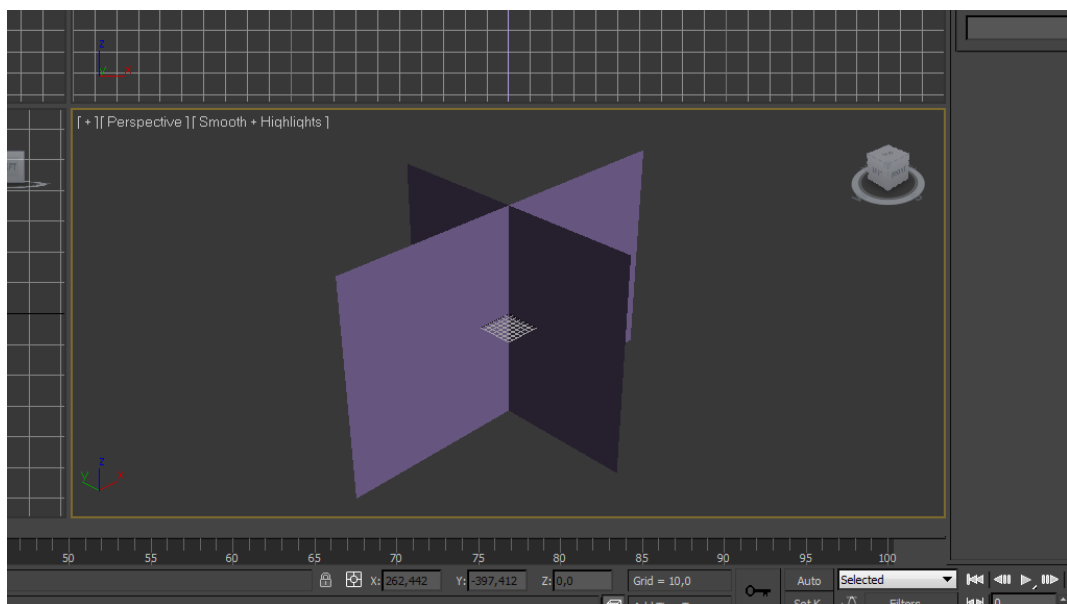 z
x
[ + ][ Perspective ][ Smooth + Highlights ]
z
y
x
50 55 60 65 70 75 80 85 90 95 100
X: 262,442 Y: -397,412 Z: 0,0 Grid = 10,0 Auto Selected
Set K Filters 0